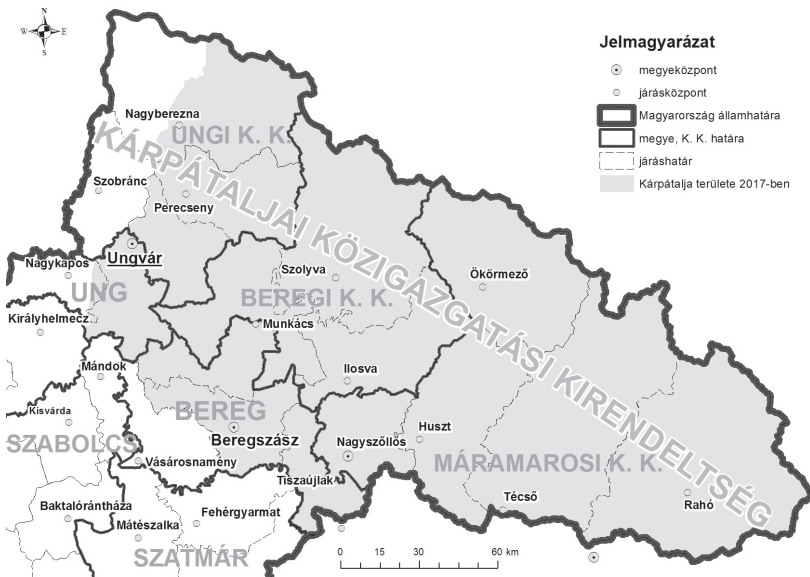 N
W E
S
Jelmagyarázat
megyeközpont
járásközpont
Magyarország államhatára
megye, K. K. határa
járáshatár
Kárpátalja területe 2017-ben
KÁRPÁTALJAI KÖZIGAZGATÁSI KIRENDELTSÉG
Nagyberezna
UNGI K. K.
Szobránc
Perecseny
Ungvár
Nagykapos
UNG
Szolyva
BEREGI K. K.
Ökörmező
Királyhelmecz
Munkács
Mándok
Ilosva
Kisvárda
BEREG
Beregszász
SZABOLCS
Nagyszőllős
Huszt
Vásárosnamény
MÁRAMAROSI K. K.
Tiszaújlak
Técső
Rahó
Baktalórántháza
Fehérgyarmat
Mátészalka
SZATMÁR
0 15 30 60 km